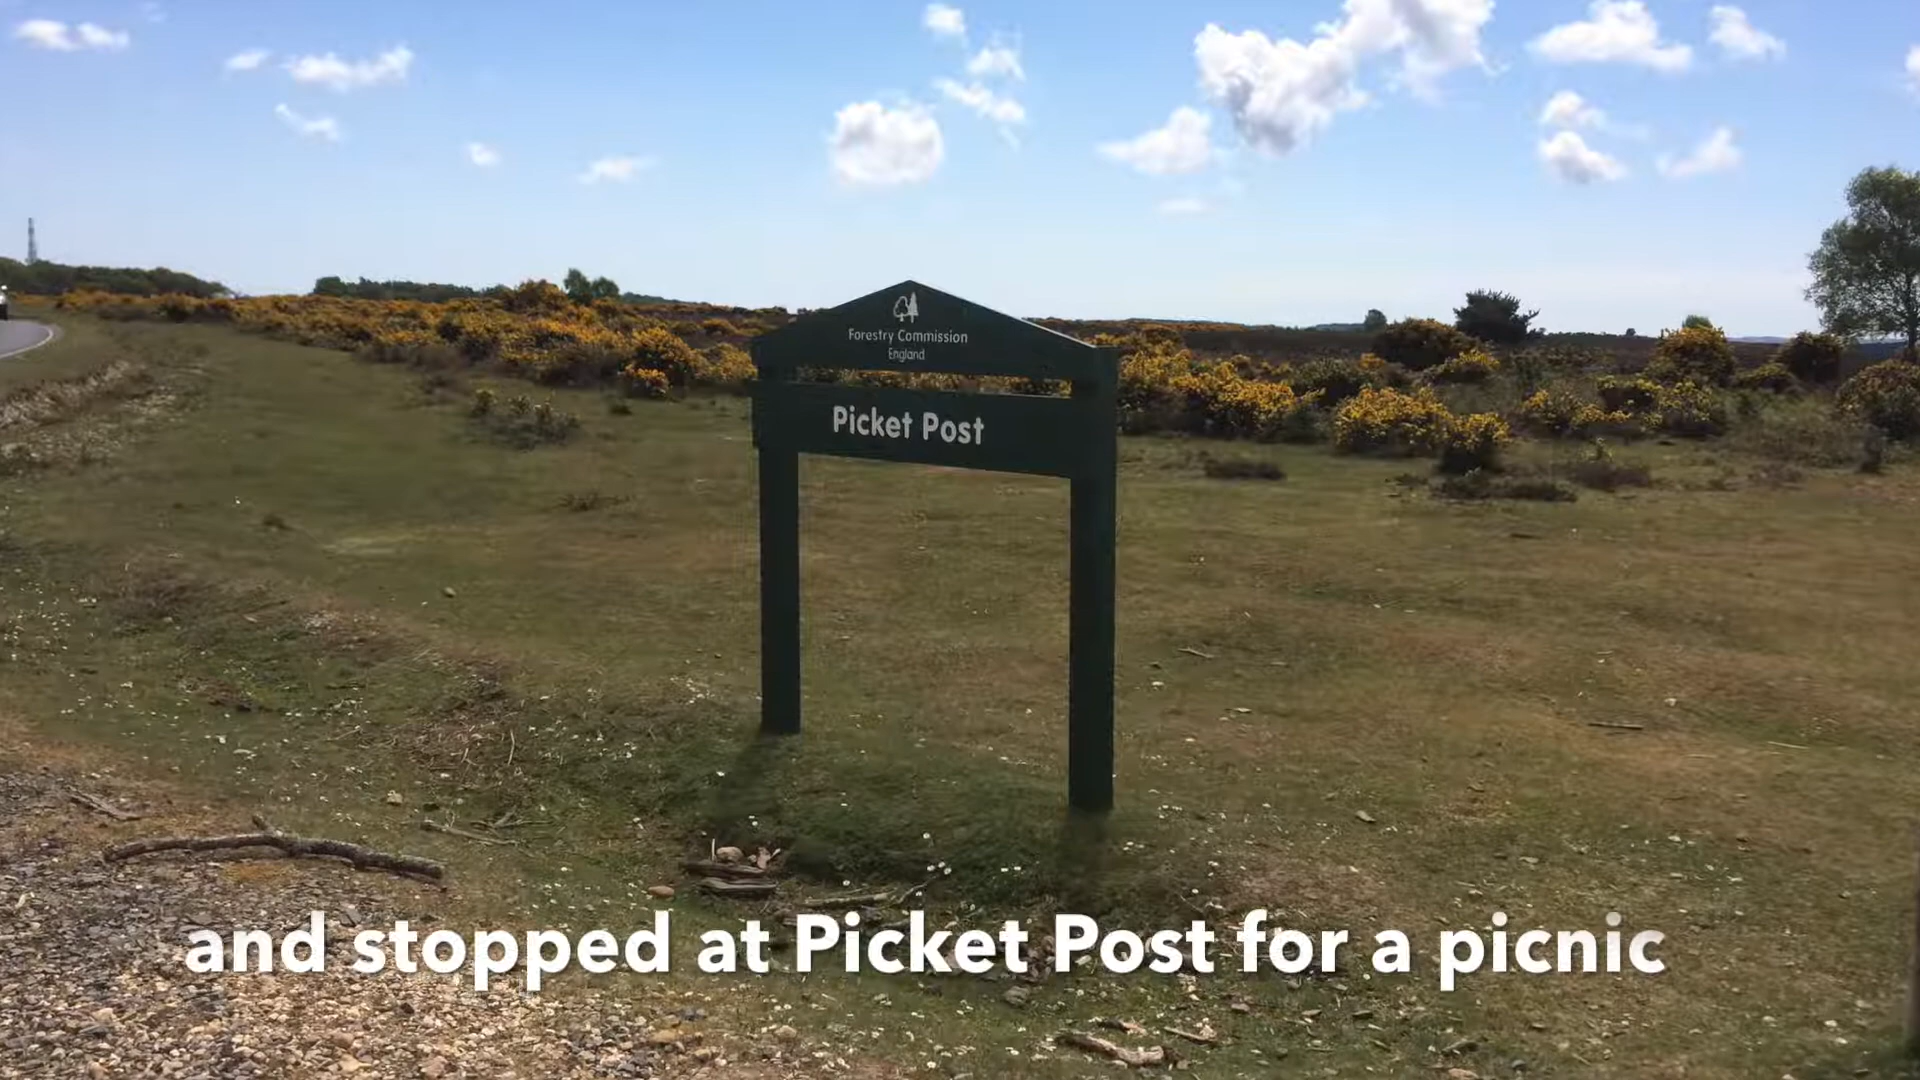 Forestry Commission
England
Picket Post
and stopped at Picket Post for a picnic